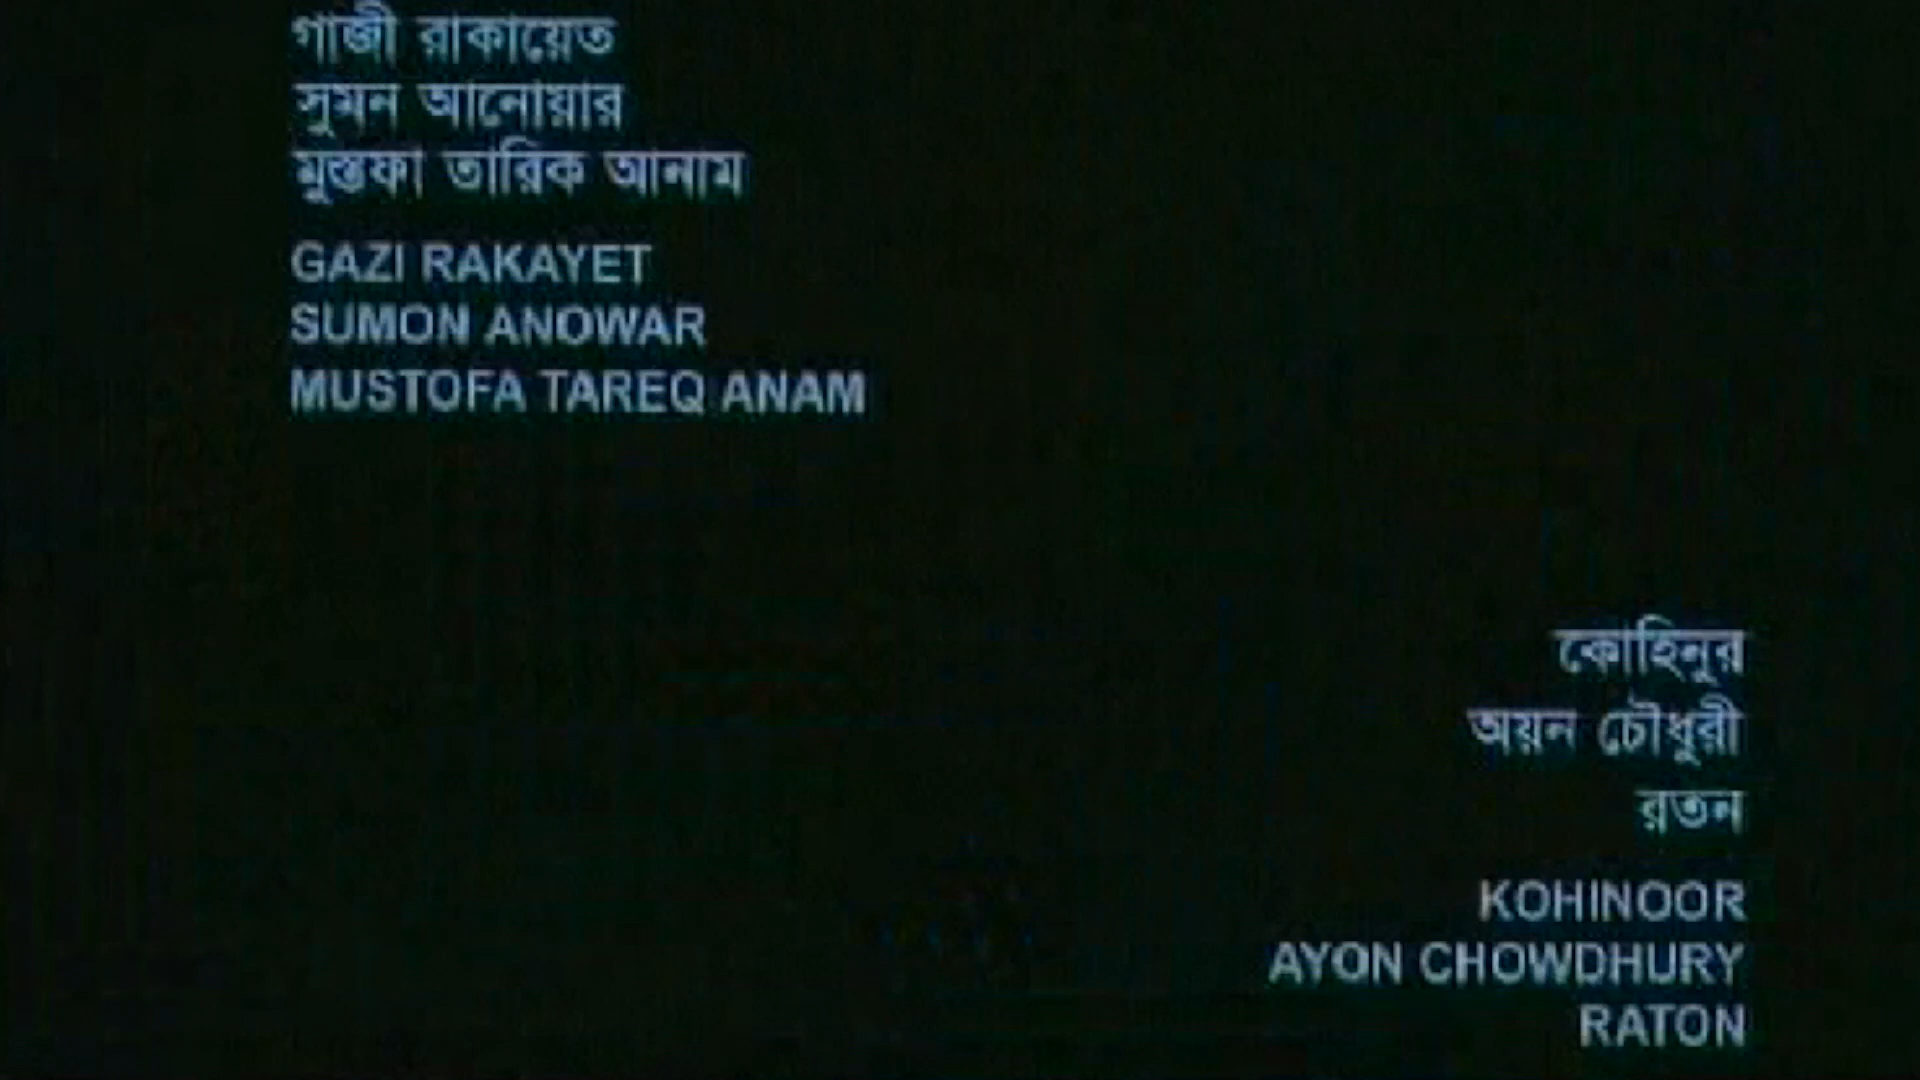 গাজী রাকায়েত
সুমন আনোয়ার
মুস্তফা তারিক আনাম
GAZI RAKAYET
SUMON ANOWAR
MUSTOFA TAREQ ANAM
কোহিনুর
অয়ন চৌধুরী
রতন
KOHINOOR
AYON CHOWDHURY
RATON